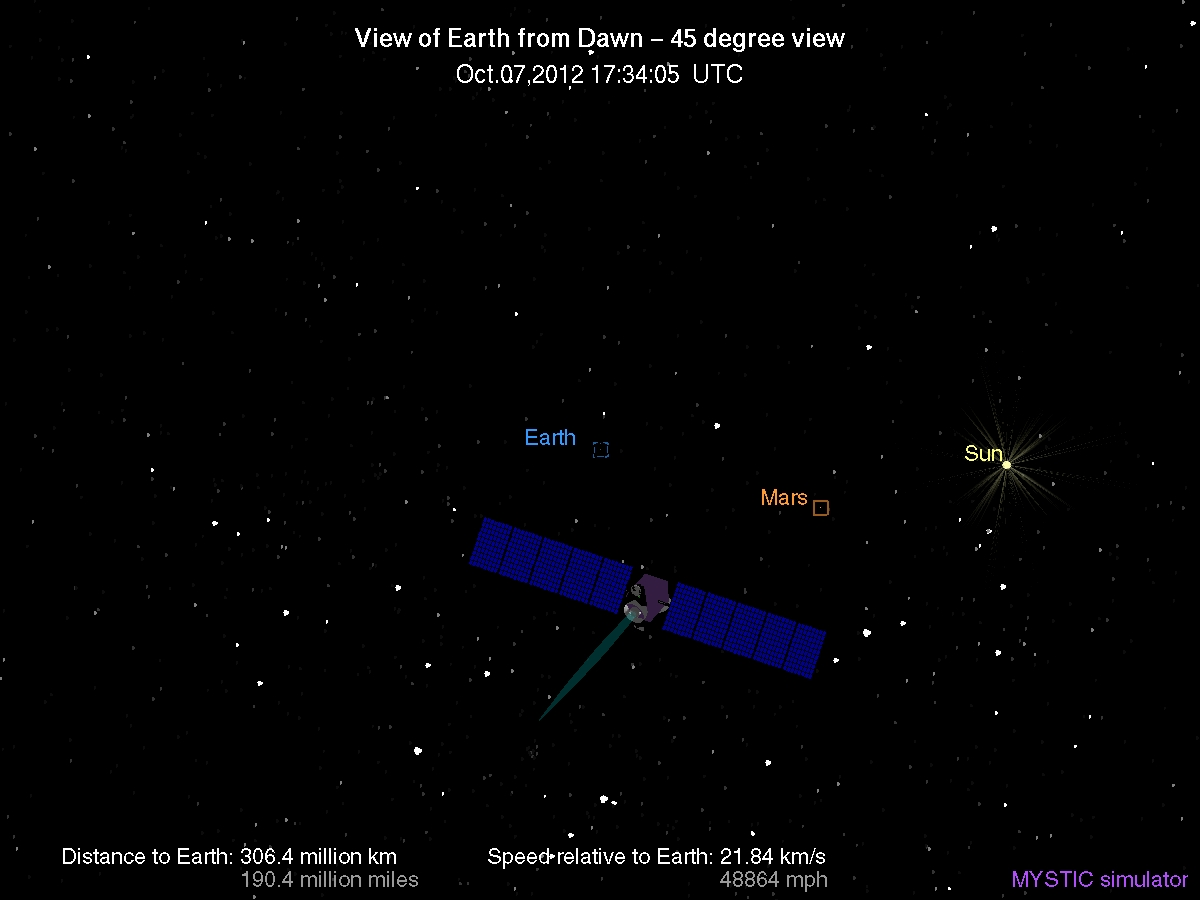 View of Earth from Dawn – 45 degree view
Oct.07,2012 17:34:05 UTC
Earth
Sun
Mars
Distance to Earth: 306.4 million km
190.4 million miles
Speed relative to Earth: 21.84 km/s
48864 mph
MYSTIC simulator